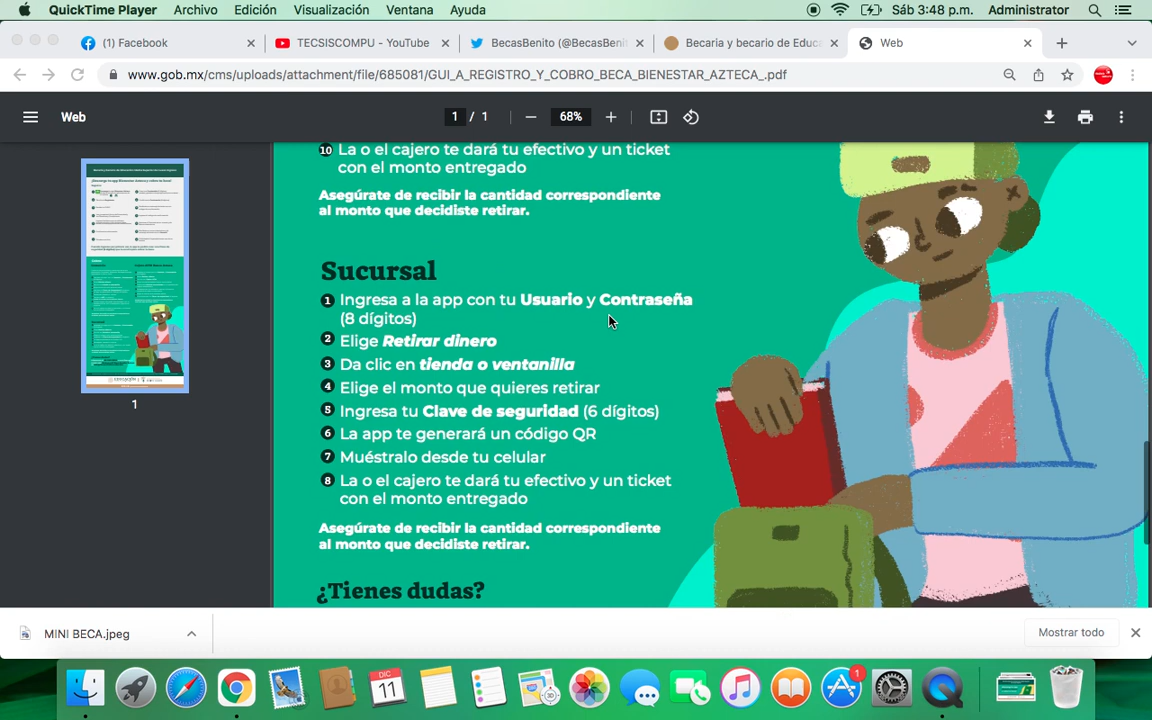 QuickTime Player Archivo Edición Visualización Ventana Ayuda Sáb 3:48 p.m. Administrator
(1) Facebook TECSISCOMPU - YouTube BecasBenito (@BecasBenit Becaria y becario de Educa Web
www.gob.mx/cms/uploads/attachment/file/685081/GUI_A_REGISTRO_Y_COBRO_BECA_BIENESTAR_AZTECA_.pdf
Web 1 / 1 68%
10 La o el cajero te dará tu efectivo y un ticket
con el monto entregado
Asegúrate de recibir la cantidad correspondiente
al monto que decidiste retirar.
Sucursal
1 Ingresa a la app con tu Usuario y Contraseña
(8 dígitos)
2 Elige Retirar dinero
3 Da clic en tienda o ventanilla
4 Elige el monto que quieres retirar
5 Ingresa tu Clave de seguridad (6 dígitos)
6 La app te generará un código QR
7 Muéstralo desde tu celular
8 La o el cajero te dará tu efectivo y un ticket
con el monto entregado
Asegúrate de recibir la cantidad correspondiente
al monto que decidiste retirar.
¿Tienes dudas?
1
MINI BECA.jpeg Mostrar todo
DIC
11
3D
1